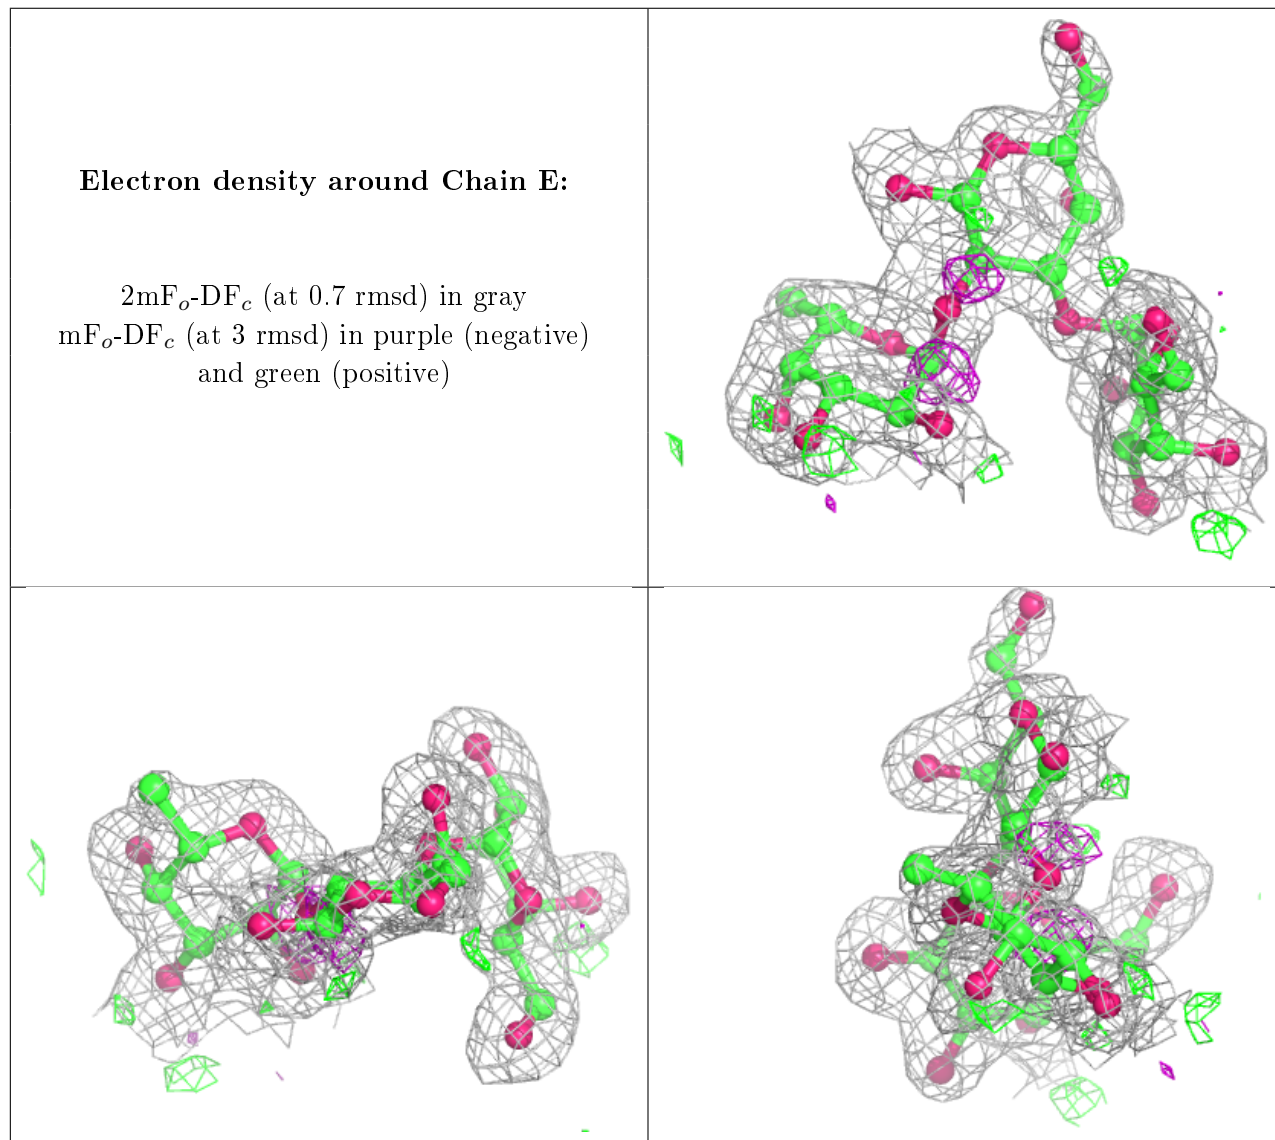 Electron density around Chain E:
2mFo-DFc (at 0.7 rmsd) in gray
mFo-DFc (at 3 rmsd) in purple (negative)
and green (positive)